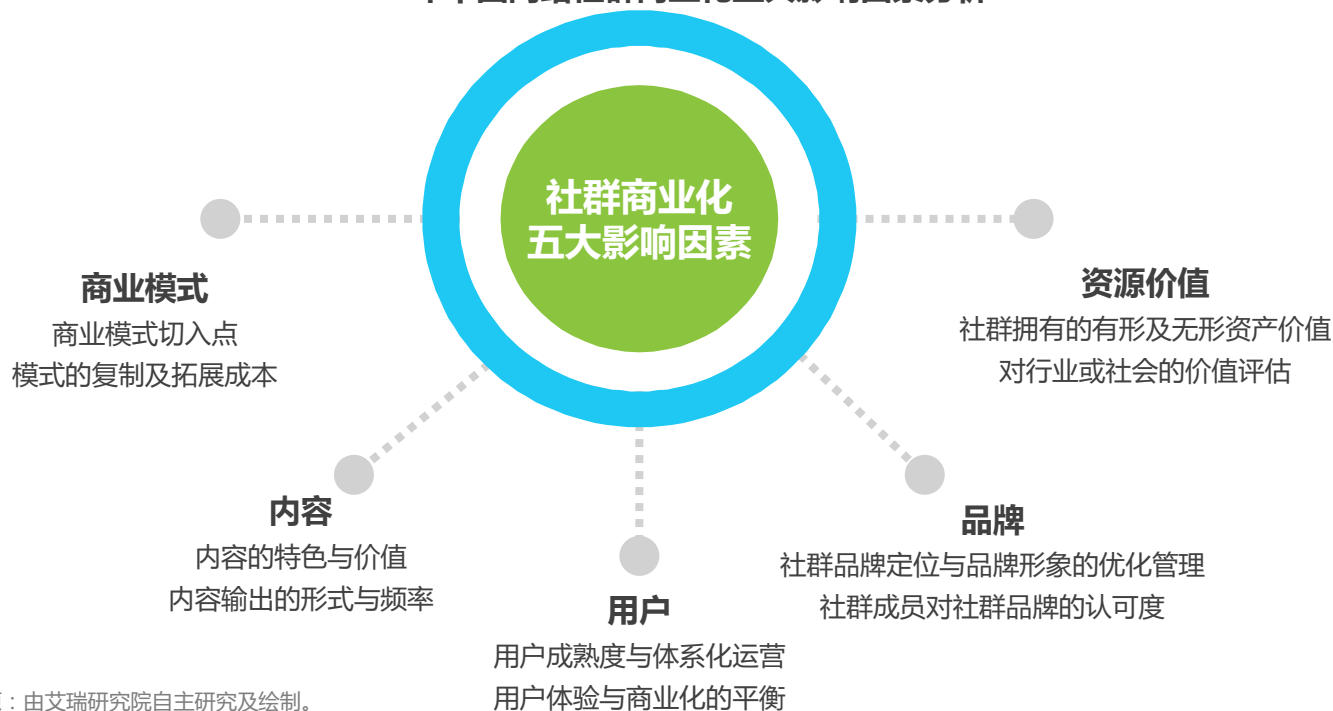 社群商业化
五大影响因素
商业模式
商业模式切入点
模式的复制及拓展成本
资源价值
社群拥有的有形及无形资产价值
对行业或社会的价值评估
内容
内容的特色与价值
内容输出的形式与频率
品牌
社群品牌定位与品牌形象的优化管理
社群成员对社群品牌的认可度
用户
用户成熟度与体系化运营
用户体验与商业化的平衡
：由艾瑞研究院自主研究及绘制。